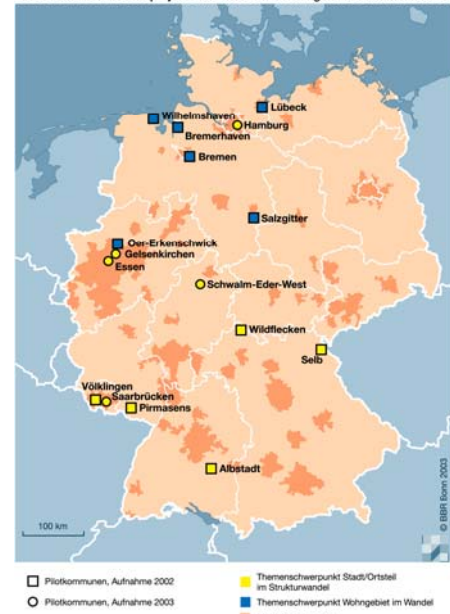 Lübeck
Wilhelmshaven
Hamburg
Bremerhaven
Bremen
Salzgitter
Oer-Erkenschwick
Gelsenkirchen
Essen
Schwalm-Eder-West
Wildflecken
Selb
Völklingen
Saarbrücken
Pirmasens
Albstadt
100 km
© BBR Bonn 2003
Pilotkommunen, Aufnahme 2002
Pilotkommunen, Aufnahme 2003
Themenschwerpunkt Stadt/Ortsteil
im Strukturwandel
Themenschwerpunkt Wohngebiet im Wandel